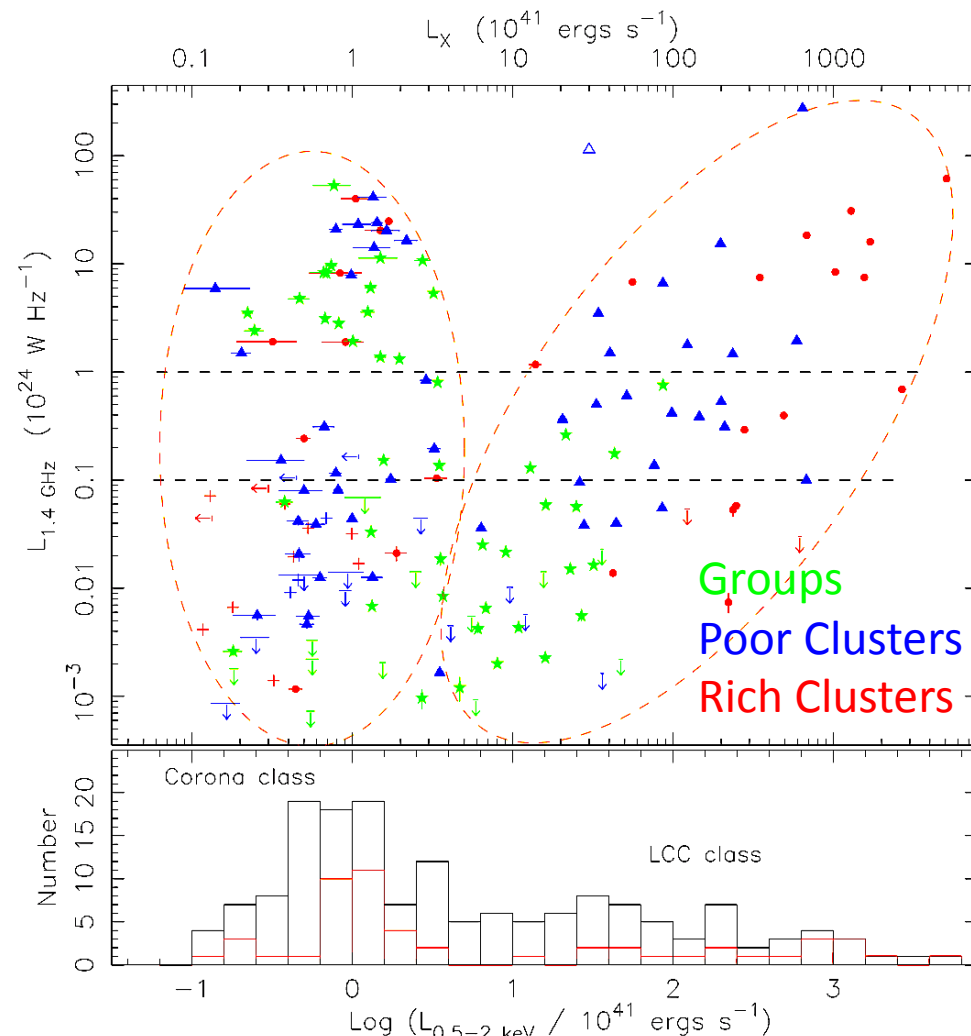 L_X (10^41 ergs s^−1)
0.1 1 10 100 1000
L_1.4 GHz (10^24 W Hz^−1)
100
10
1
0.1
0.01
10^−3
Groups
Poor Clusters
Rich Clusters
Corona class
LCC class
Number
20
15
10
5
0
−1 0 1 2 3
Log (L_0.5−2 keV / 10^41 ergs s^−1)